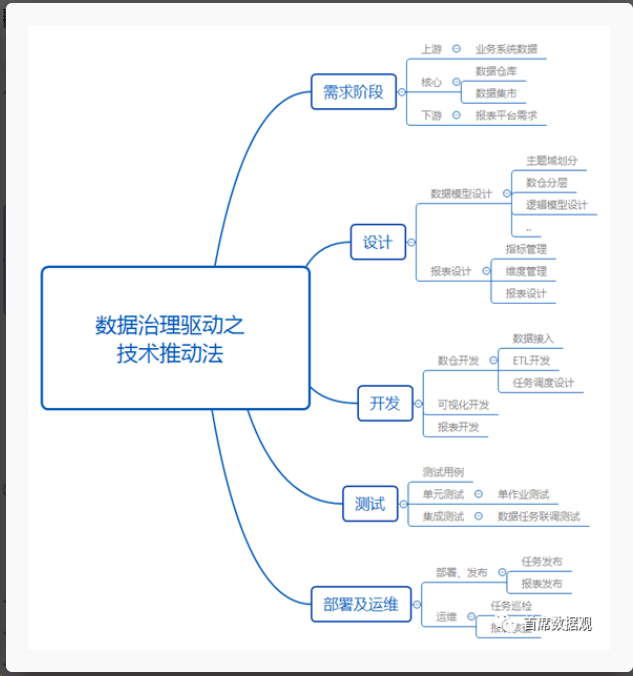 需求阶段
上游
业务系统数据
核心
数据仓库
数据集市
下游
报表平台需求
设计
数据模型设计
主题域划分
数仓分层
逻辑模型设计
..
报表设计
指标管理
维度管理
报表设计
数据治理驱动之
技术推动法
开发
数仓开发
数据接入
ETL开发
任务调度设计
可视化开发
报表开发
测试
测试用例
单元测试
单作业测试
集成测试
数据任务联调测试
部署及运维
部署、发布
任务发布
报表发布
运维
任务巡检
首席数据观